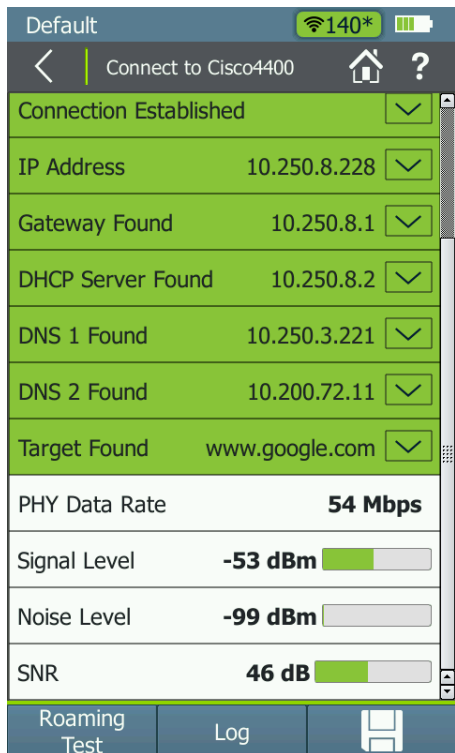 Default 140*
Connect to Cisco4400 ?
Connection Established
IP Address 10.250.8.228
Gateway Found 10.250.8.1
DHCP Server Found 10.250.8.2
DNS 1 Found 10.250.3.221
DNS 2 Found 10.200.72.11
Target Found www.google.com
PHY Data Rate 54 Mbps
Signal Level -53 dBm
Noise Level -99 dBm
SNR 46 dB
Roaming
Test Log